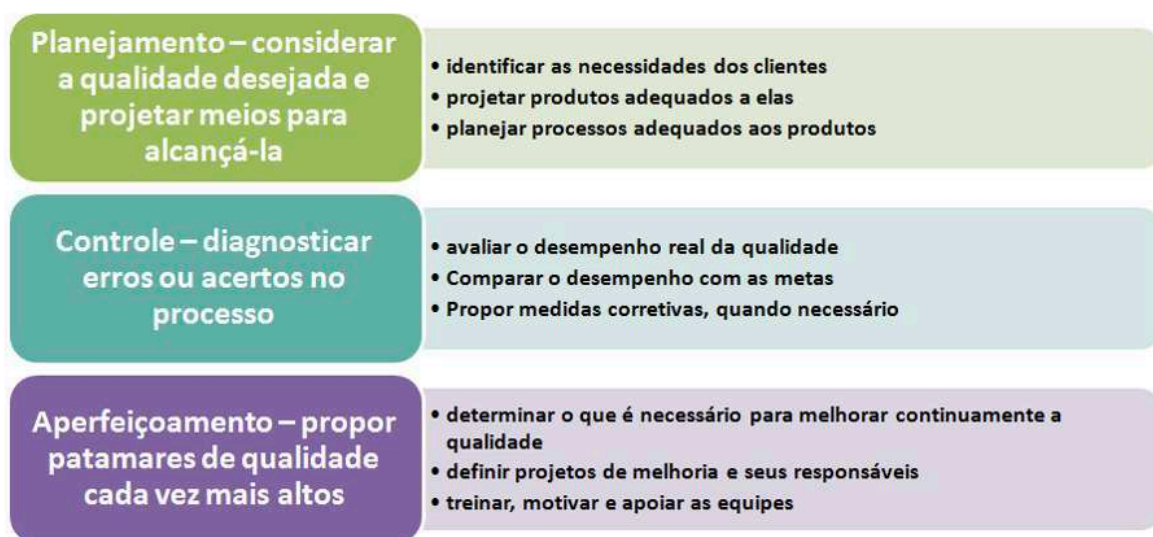 Planejamento – considerar
a qualidade desejada e
projetar meios para
alcançá-la
• identificar as necessidades dos clientes
• projetar produtos adequados a elas
• planejar processos adequados aos produtos
Controle – diagnosticar
erros ou acertos no
processo
• avaliar o desempenho real da qualidade
• Comparar o desempenho com as metas
• Propor medidas corretivas, quando necessário
Aperfeiçoamento – propor
patamares de qualidade
cada vez mais altos
• determinar o que é necessário para melhorar continuamente a
qualidade
• definir projetos de melhoria e seus responsáveis
• treinar, motivar e apoiar as equipes